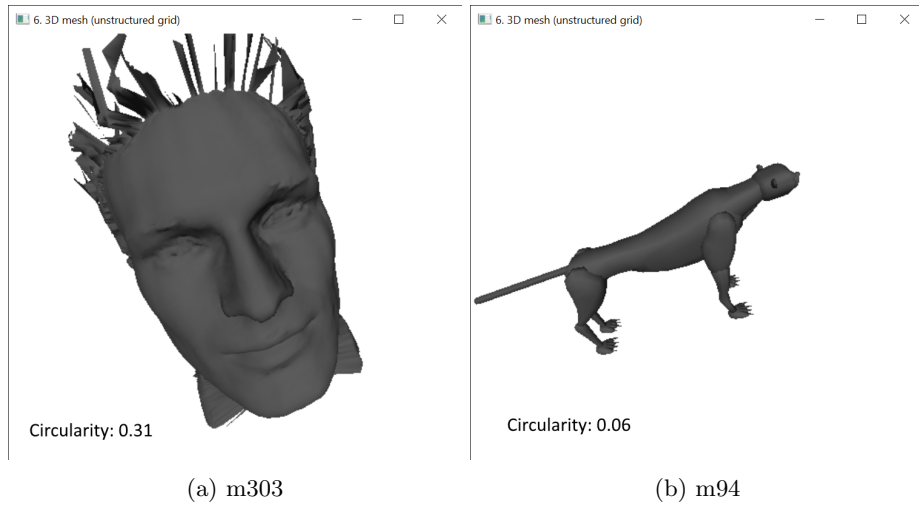 6. 3D mesh (unstructured grid)
Circularity: 0.31
(a) m303
6. 3D mesh (unstructured grid)
Circularity: 0.06
(b) m94